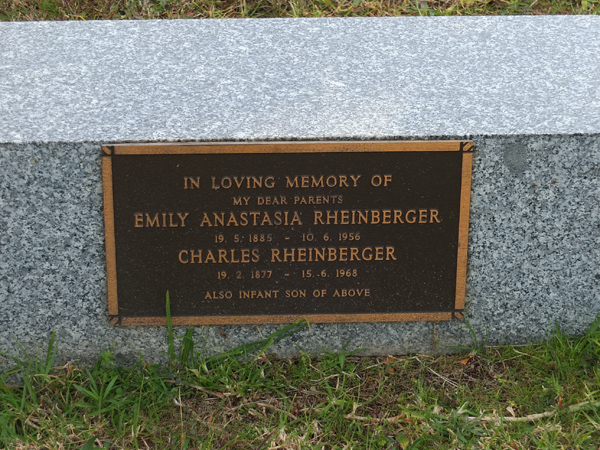 IN LOVING MEMORY OF
MY DEAR PARENTS
EMILY ANASTASIA RHEINBERGER
19. 5. 1885 – 10. 6. 1956
CHARLES RHEINBERGER
19. 2. 1877 – 15. 6. 1968
ALSO INFANT SON OF ABOVE